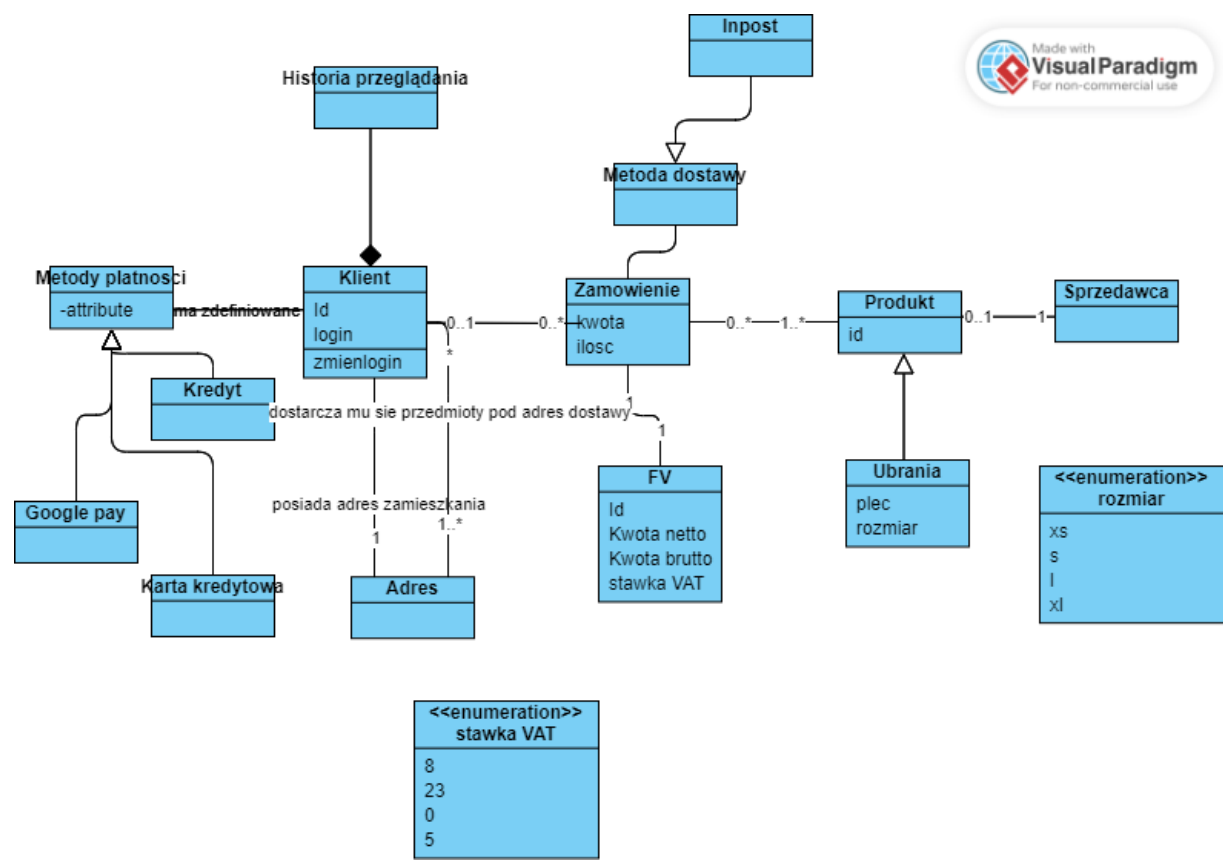 Inpost
Made with
Visual Paradigm
For non-commercial use
Historia przeglądania
Metoda dostawy
Metody platnosci
-attribute
ma zdefiniowane
Klient
Id
login
zmienlogin
0..1
0..*
Zamowienie
kwota
ilosc
0..*
1..*
Produkt
id
0..1
1
Sprzedawca
*
Kredyt
dostarcza mu sie przedmioty pod adres dostawy
1
1
Google pay
Karta kredytowa
posiada adres zamieszkania
1
1..*
Adres
FV
Id
Kwota netto
Kwota brutto
stawka VAT
Ubrania
plec
rozmiar
<<enumeration>>
rozmiar
xs
s
l
xl
<<enumeration>>
stawka VAT
8
23
0
5